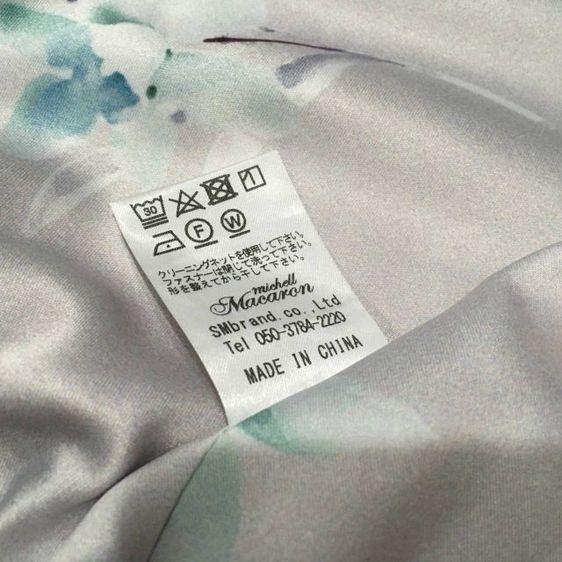 30
F W
クリーニングネットを使用して下さい。
ファスナーは閉じて洗って下さい。
形を整えてから干して下さい。
michell
Macaron
SMbrand.co.,Ltd
Tel 050-3784-2220
MADE IN CHINA